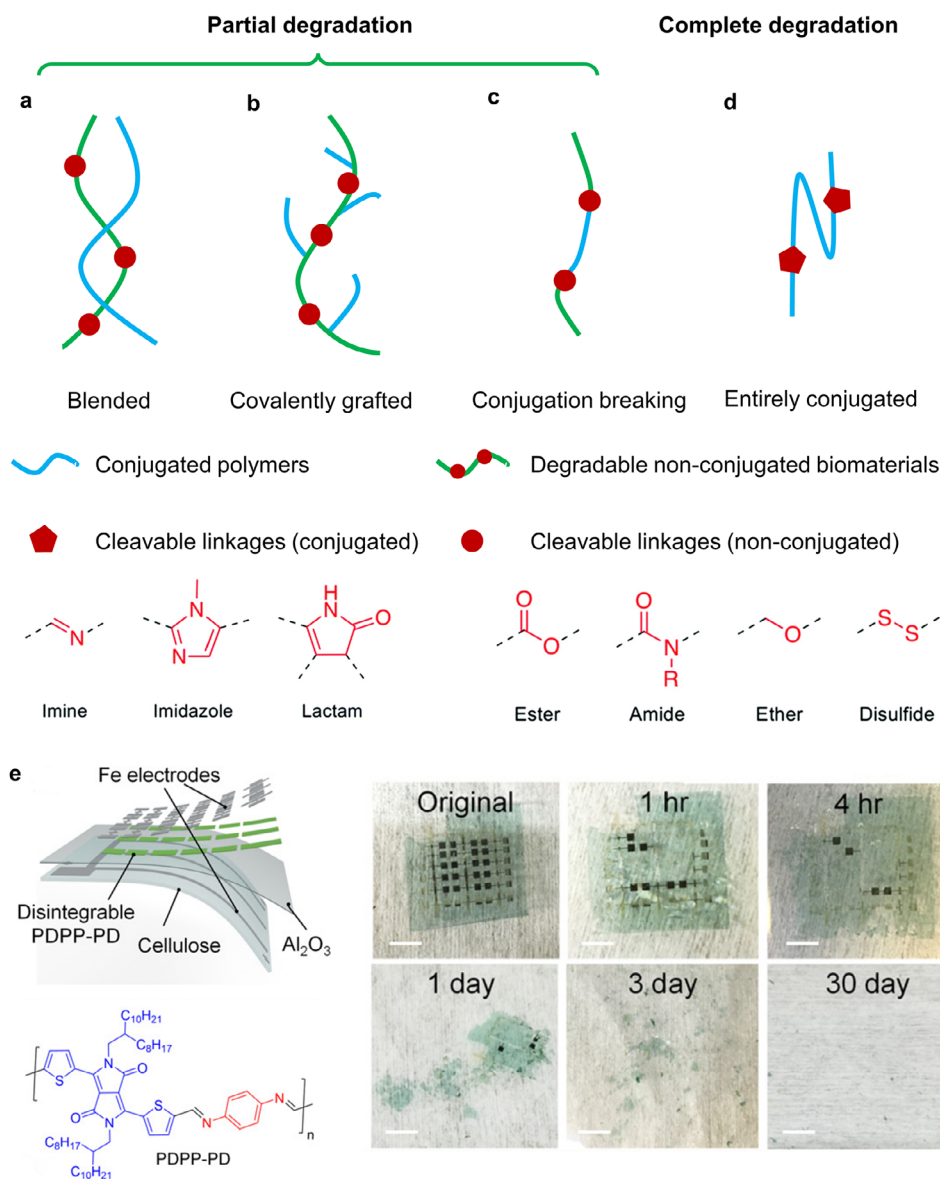 Partial degradation
Complete degradation
a
b
c
d
Blended
Covalently grafted
Conjugation breaking
Entirely conjugated
Conjugated polymers
Degradable non-conjugated biomaterials
Cleavable linkages (conjugated)
Cleavable linkages (non-conjugated)
N
N
N
H
N
O
O
O
O
N
R
O
S
S
Imine
Imidazole
Lactam
Ester
Amide
Ether
Disulfide
e
Fe electrodes
Disintegrable
PDPP-PD
Cellulose
Al₂O₃
Original
1 hr
4 hr
1 day
3 day
30 day
C₁₀H₂₁
C₈H₁₇
S
N
O
O
N
S
N
N
n
C₈H₁₇
C₁₀H₂₁
PDPP-PD